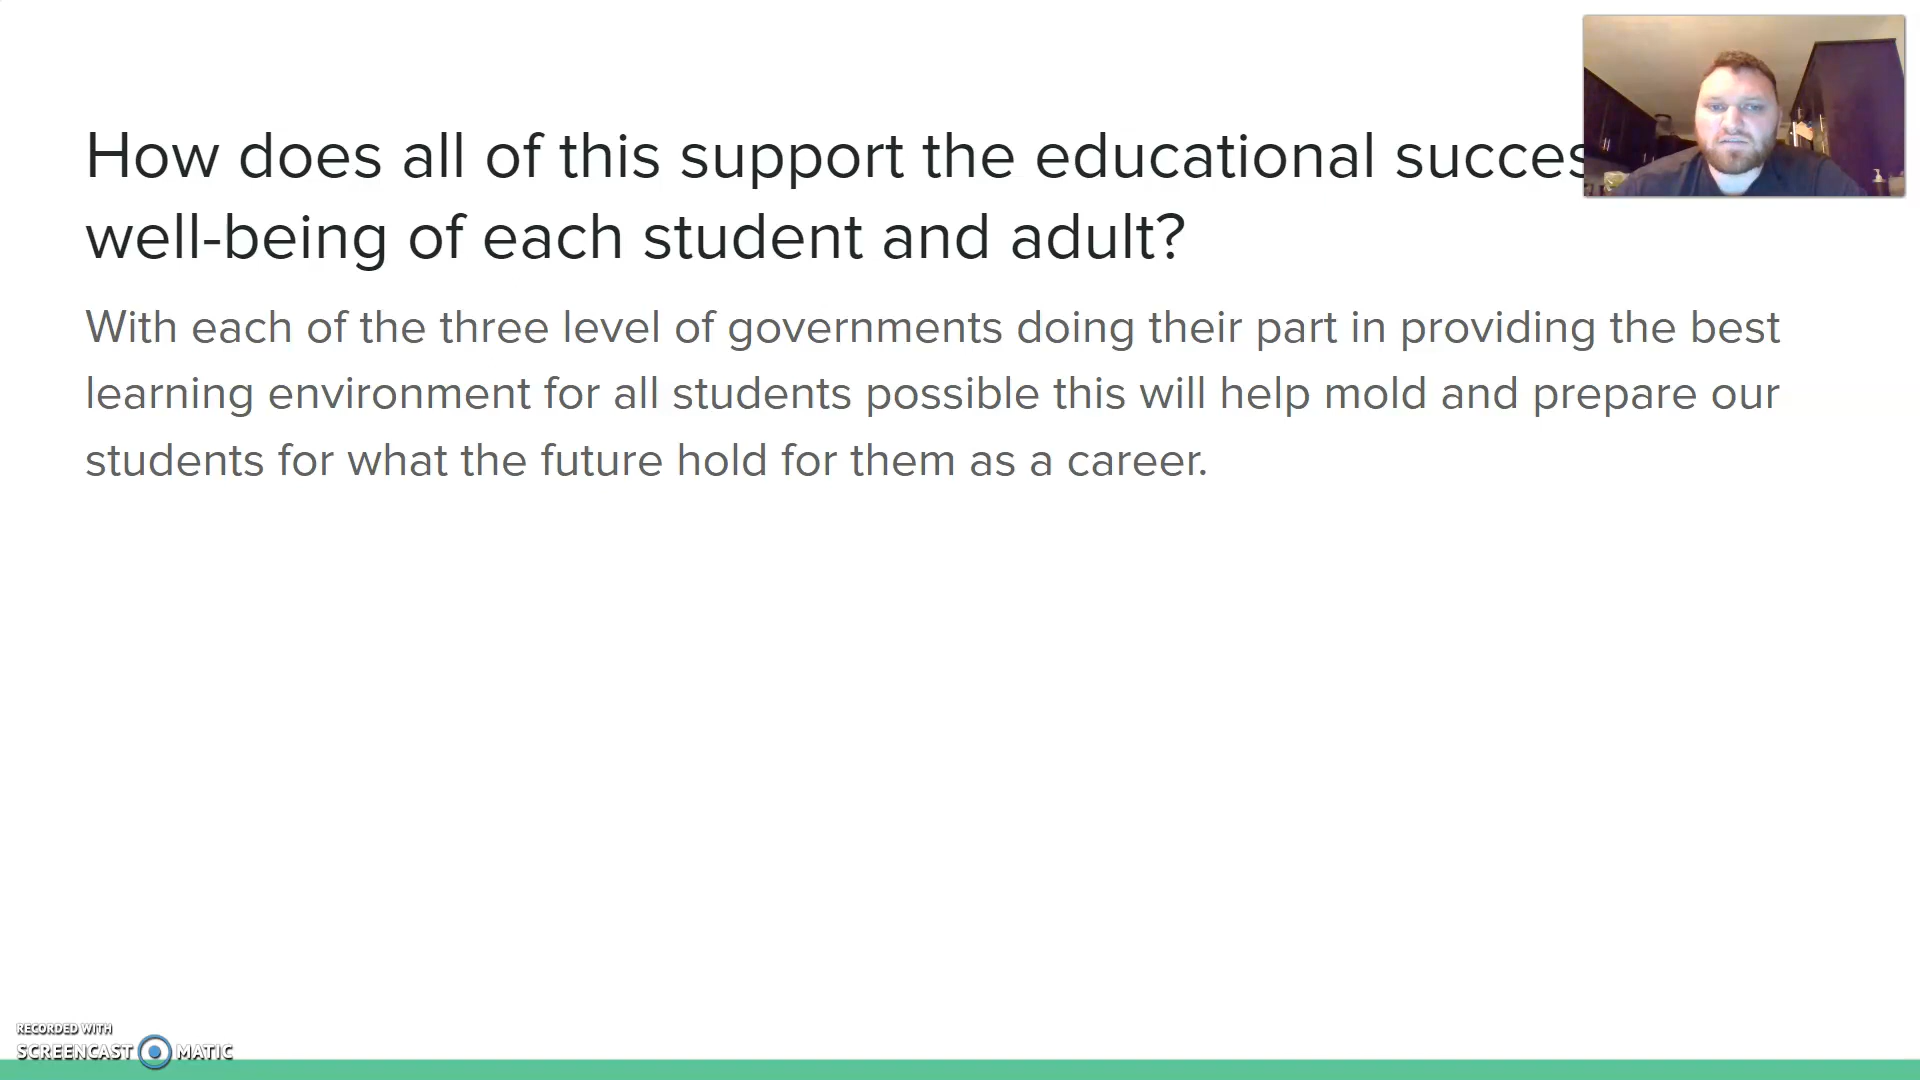 How does all of this support the educational
well-being of each student and adult?
With each of the three level of governments doing their part in providing the best
learning environment for all students possible this will help mold and prepare our
students for what the future hold for them as a career.
RECORDED WITH
SCREENCAST MATIC